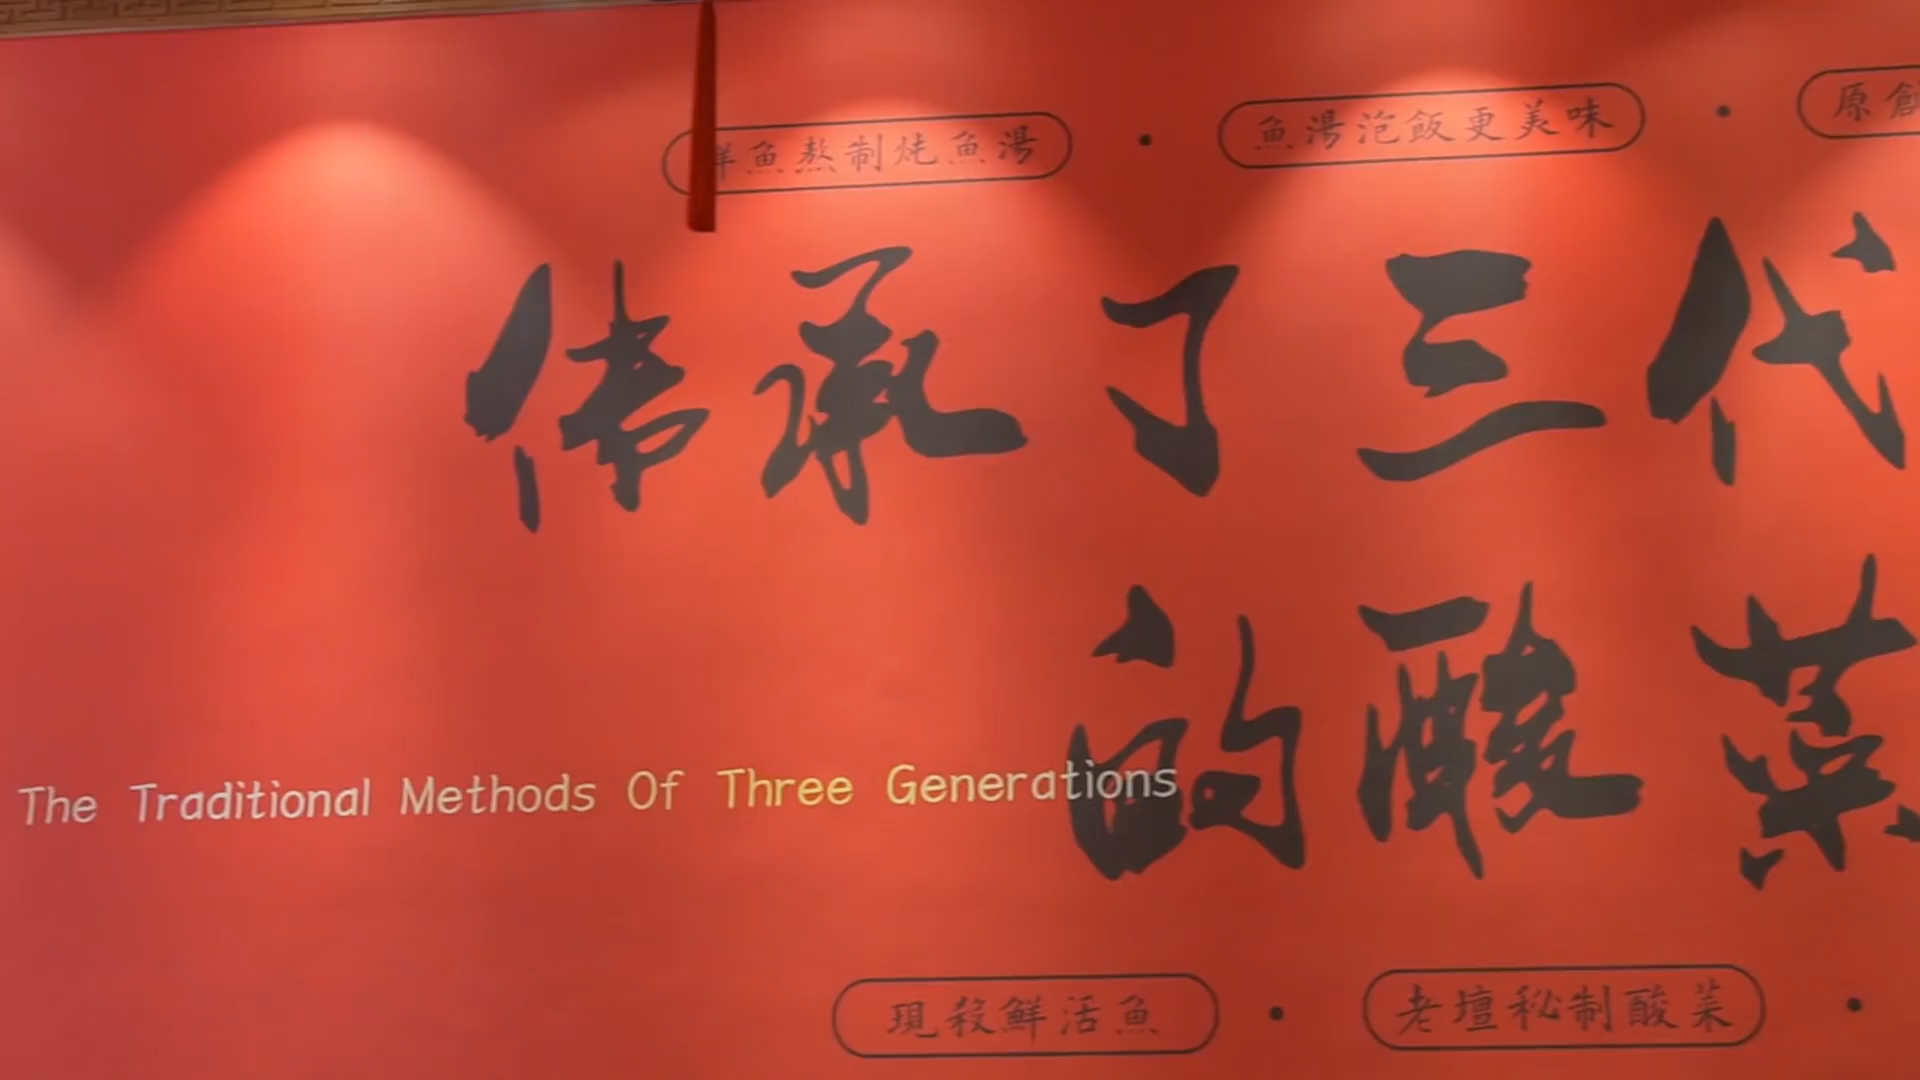 鮮魚熬制炖魚湯 • 魚湯泡飯更美味 • 原創
传承了三代
的酸菜
The Traditional Methods Of Three Generations
現殺鮮活魚 • 老壇秘制酸菜 •